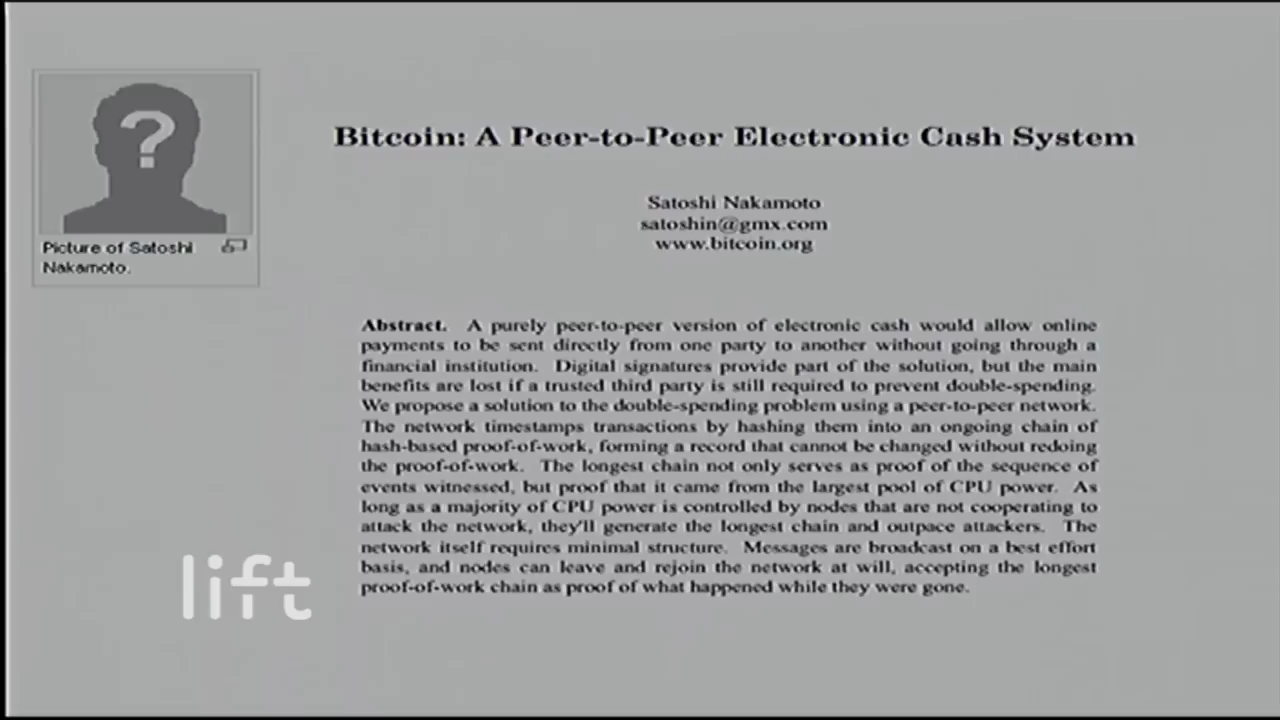 Bitcoin: A Peer-to-Peer Electronic Cash System
?
Picture of Satoshi
Nakamoto.
Satoshi Nakamoto
satoshin@gmx.com
www.bitcoin.org
Abstract. A purely peer-to-peer version of electronic cash would allow online
payments to be sent directly from one party to another without going through a
financial institution. Digital signatures provide part of the solution, but the main
benefits are lost if a trusted third party is still required to prevent double-spending.
We propose a solution to the double-spending problem using a peer-to-peer network.
The network timestamps transactions by hashing them into an ongoing chain of
hash-based proof-of-work, forming a record that cannot be changed without redoing
the proof-of-work. The longest chain not only serves as proof of the sequence of
events witnessed, but proof that it came from the largest pool of CPU power. As
long as a majority of CPU power is controlled by nodes that are not cooperating to
attack the network, they'll generate the longest chain and outpace attackers. The
network itself requires minimal structure. Messages are broadcast on a best effort
basis, and nodes can leave and rejoin the network at will, accepting the longest
proof-of-work chain as proof of what happened while they were gone.
lift